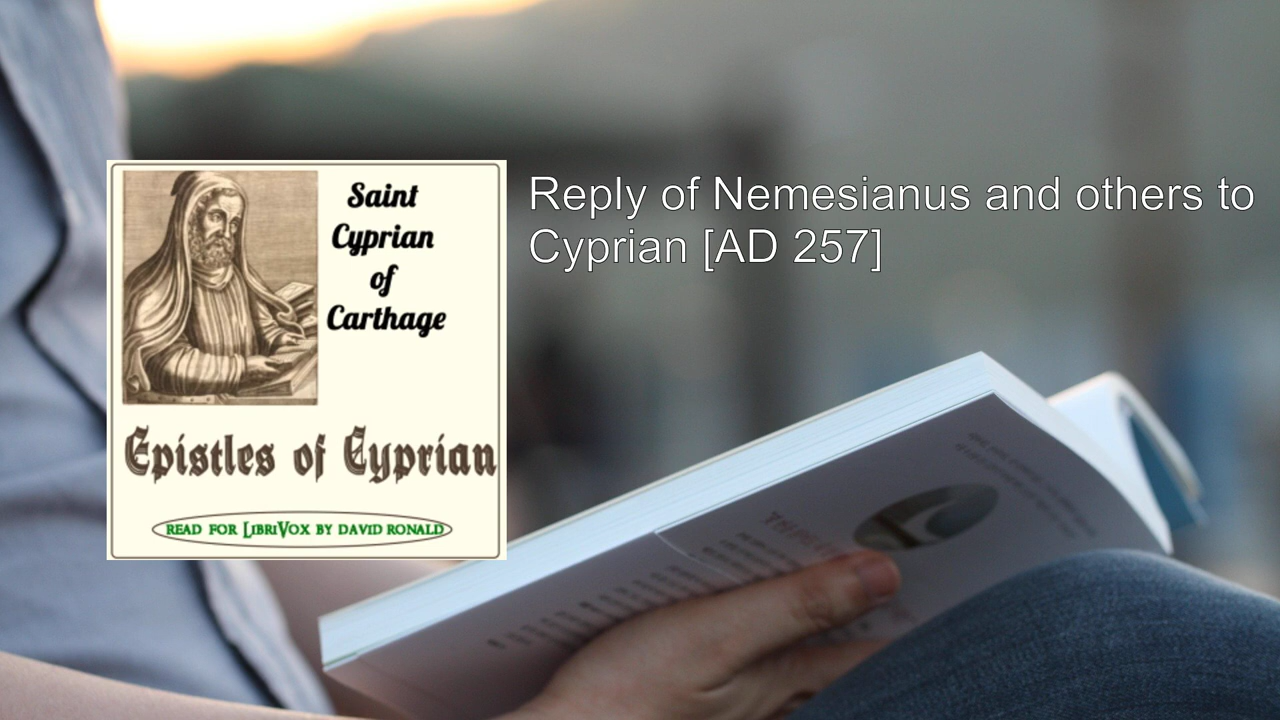 Saint
Cyprian
of
Carthage
Epistles of Cyprian
READ FOR LIBRIVOX BY DAVID RONALD
Reply of Nemesianus and others to
Cyprian [AD 257]